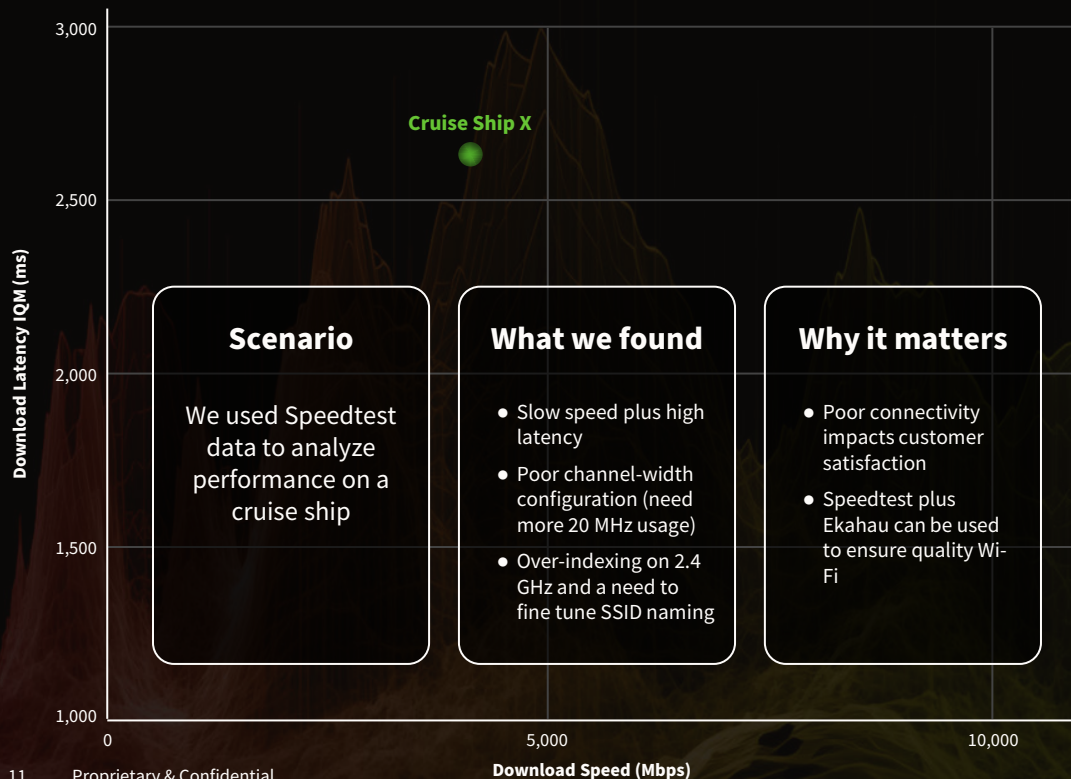 3,000
Cruise Ship X
2,500
Download Latency IQM (ms)
2,000
1,500
1,000
Scenario
We used Speedtest
data to analyze
performance on a
cruise ship
What we found
● Slow speed plus high
latency
● Poor channel-width
configuration (need
more 20 MHz usage)
● Over-indexing on 2.4
GHz and a need to
fine tune SSID naming
Why it matters
● Poor connectivity
impacts customer
satisfaction
● Speedtest plus
Ekahau can be used
to ensure quality Wi-
Fi
0
5,000
10,000
Download Speed (Mbps)
11 Proprietary & Confidential